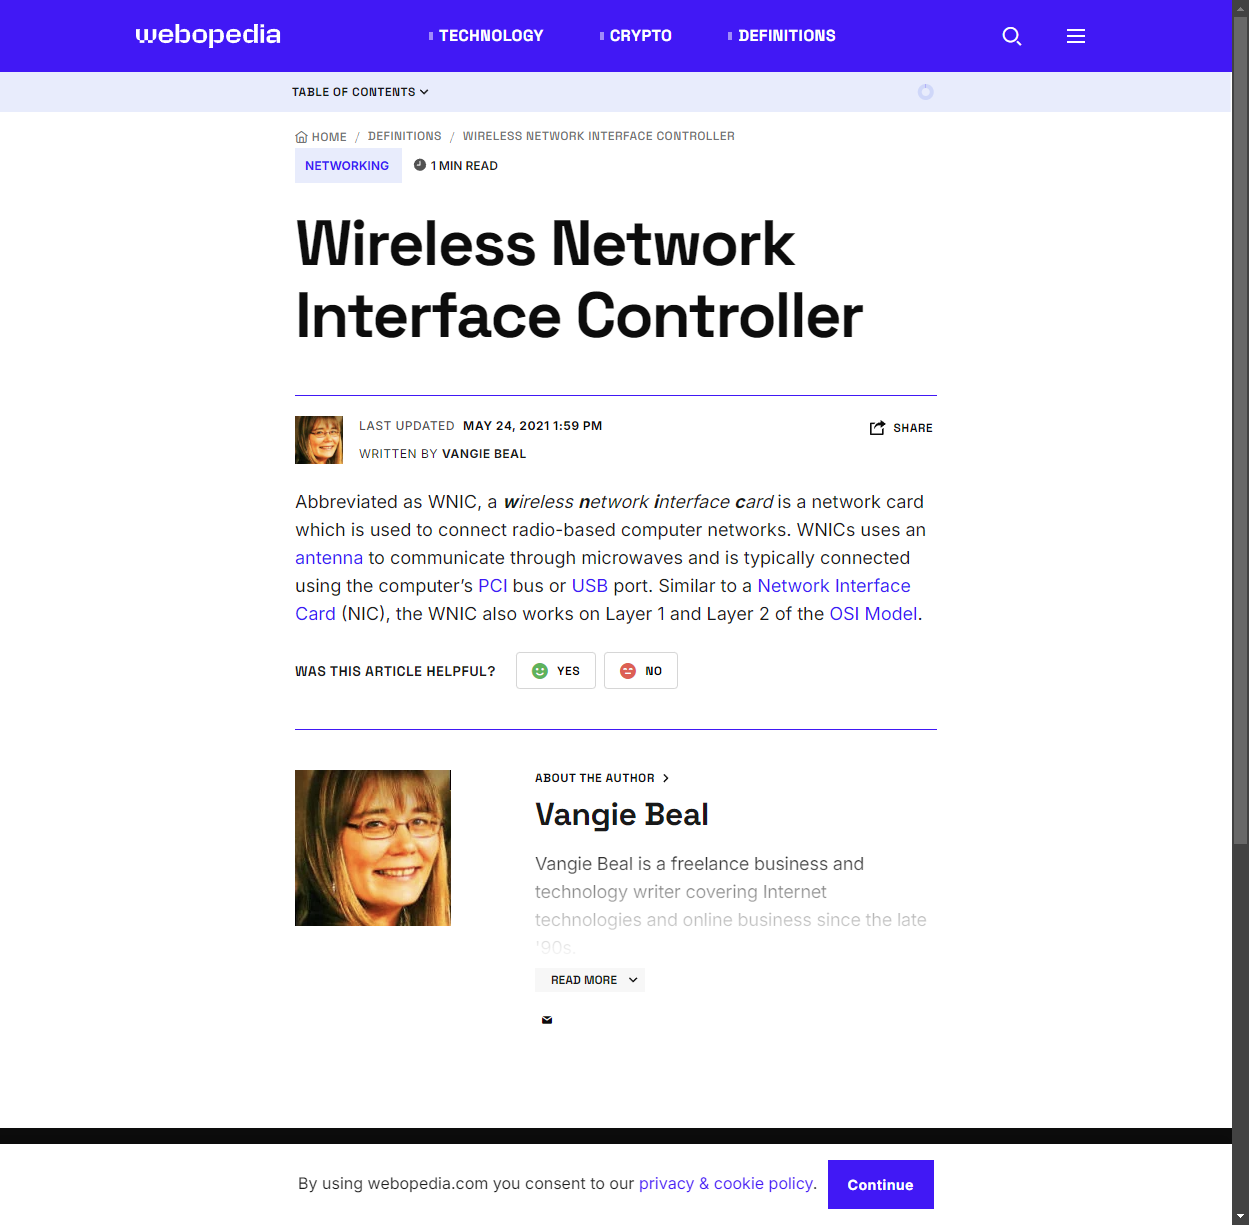 webopedia
TECHNOLOGY
CRYPTO
DEFINITIONS
TABLE OF CONTENTS
HOME / DEFINITIONS / WIRELESS NETWORK INTERFACE CONTROLLER
NETWORKING
1 MIN READ
Wireless Network
Interface Controller
LAST UPDATED MAY 24, 2021 1:59 PM
WRITTEN BY VANGIE BEAL
SHARE
Abbreviated as WNIC, a wireless network interface card is a network card
which is used to connect radio-based computer networks. WNICs uses an
antenna to communicate through microwaves and is typically connected
using the computer’s PCI bus or USB port. Similar to a Network Interface
Card (NIC), the WNIC also works on Layer 1 and Layer 2 of the OSI Model.
WAS THIS ARTICLE HELPFUL?
YES
NO
ABOUT THE AUTHOR
Vangie Beal
Vangie Beal is a freelance business and
technology writer covering Internet
technologies and online business since the late
'90s.
READ MORE
By using webopedia.com you consent to our privacy & cookie policy.
Continue